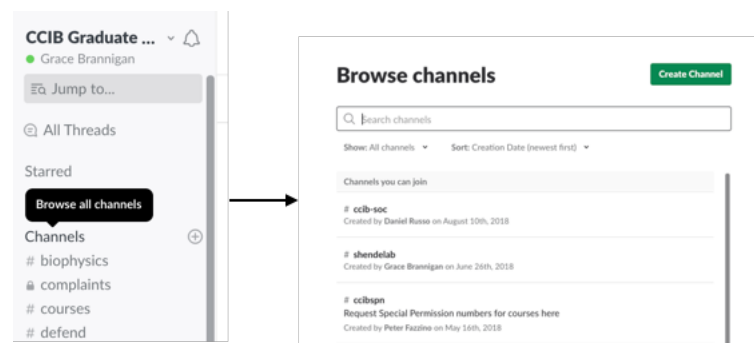 CCIB Graduate ...
Grace Brannigan
Jump to...
All Threads
Starred
Browse all channels
Channels
# biophysics
complaints
# courses
# defend
Browse channels
Create Channel
Search channels
Show: All channels Sort: Creation Date (newest first)
Channels you can join
# ccib-soc
Created by Daniel Russo on August 10th, 2018
# shendelab
Created by Grace Brannigan on June 26th, 2018
# ccibspn
Request Special Permission numbers for courses here
Created by Peter Fazzino on May 16th, 2018